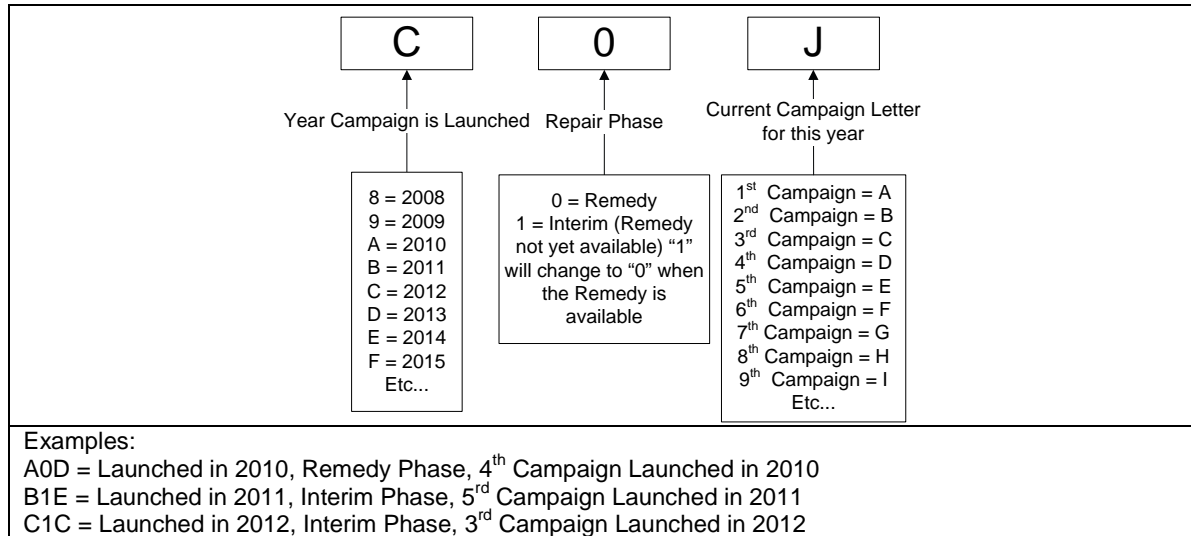 C
0
J
Year Campaign is Launched
Repair Phase
Current Campaign Letter
for this year
8 = 2008
9 = 2009
A = 2010
B = 2011
C = 2012
D = 2013
E = 2014
F = 2015
Etc...
0 = Remedy
1 = Interim (Remedy
not yet available) “1”
will change to “0” when
the Remedy is
available
1st Campaign = A
2nd Campaign = B
3rd Campaign = C
4th Campaign = D
5th Campaign = E
6th Campaign = F
7th Campaign = G
8th Campaign = H
9th Campaign = I
Etc...
Examples:
A0D = Launched in 2010, Remedy Phase, 4th Campaign Launched in 2010
B1E = Launched in 2011, Interim Phase, 5rd Campaign Launched in 2011
C1C = Launched in 2012, Interim Phase, 3rd Campaign Launched in 2012